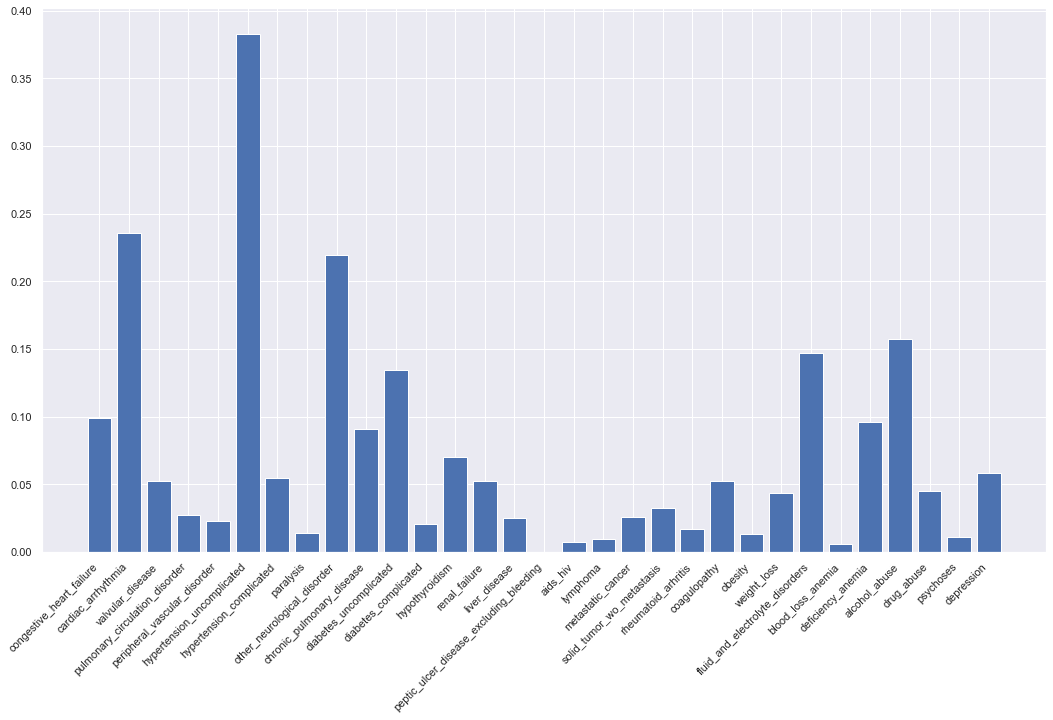 0.40
0.35
0.30
0.25
0.20
0.15
0.10
0.05
0.00
congestive_heart_failure
cardiac_arrhythmia
valvular_disease
pulmonary_circulation_disorder
peripheral_vascular_disorder
hypertension_uncomplicated
hypertension_complicated
paralysis
other_neurological_disorder
chronic_pulmonary_disease
diabetes_uncomplicated
diabetes_complicated
hypothyroidism
renal_failure
liver_disease
peptic_ulcer_disease_excluding_bleeding
aids_hiv
lymphoma
metastatic_cancer
solid_tumor_wo_metastasis
rheumatoid_arthritis
coagulopathy
obesity
weight_loss
fluid_and_electrolyte_disorders
blood_loss_anemia
deficiency_anemia
alcohol_abuse
drug_abuse
psychoses
depression